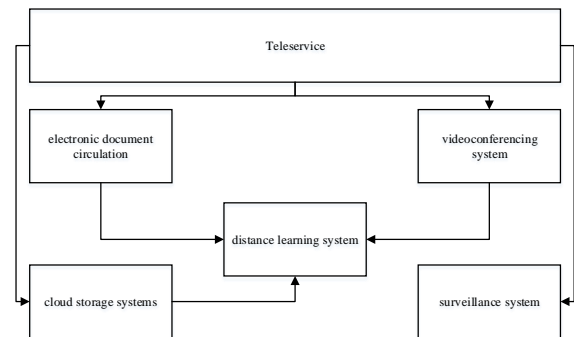 Teleservice
electronic document
circulation
videoconferencing
system
distance learning system
cloud storage systems
surveillance system